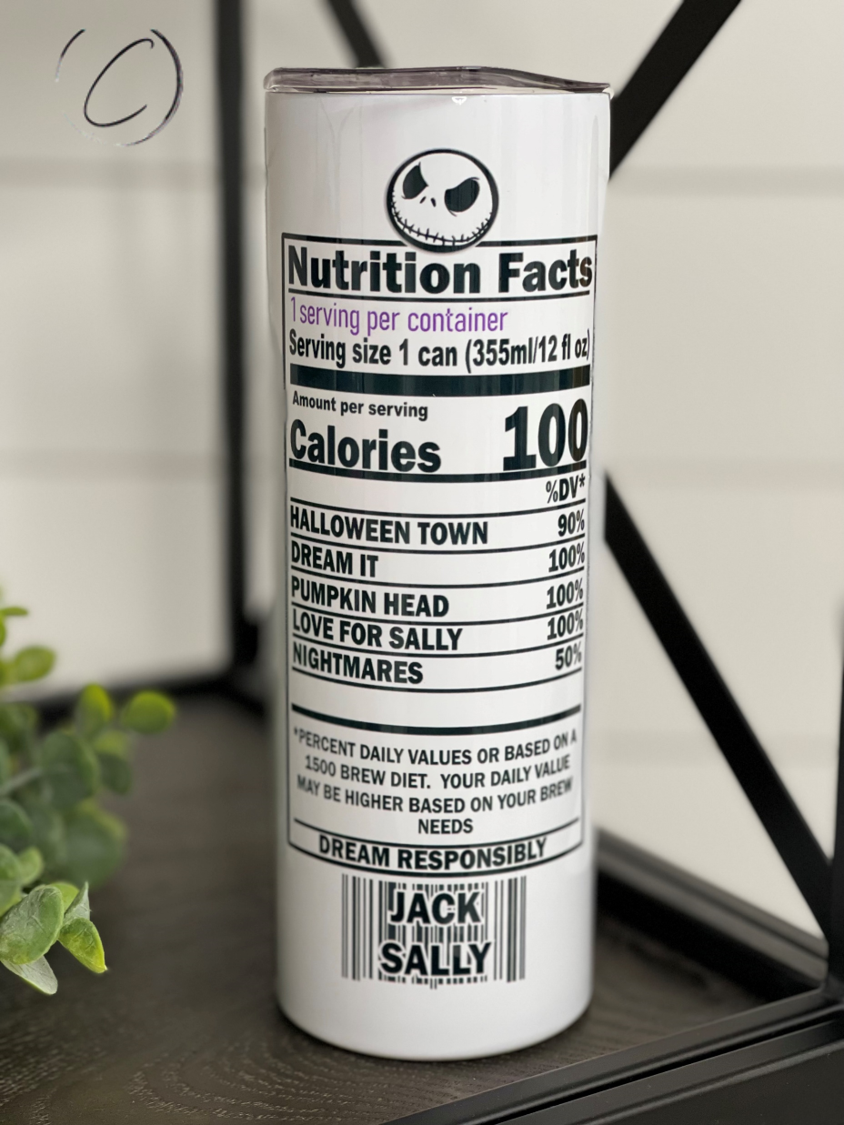 C
Nutrition Facts
1 serving per container
Serving size 1 can (355ml/12 fl oz)
Amount per serving
Calories 100
%DV*
HALLOWEEN TOWN 90%
DREAM IT 100%
PUMPKIN HEAD 100%
LOVE FOR SALLY 100%
NIGHTMARES 50%
*PERCENT DAILY VALUES OR BASED ON A
1500 BREW DIET. YOUR DAILY VALUE
MAY BE HIGHER BASED ON YOUR BREW
NEEDS
DREAM RESPONSIBLY
JACK
SALLY